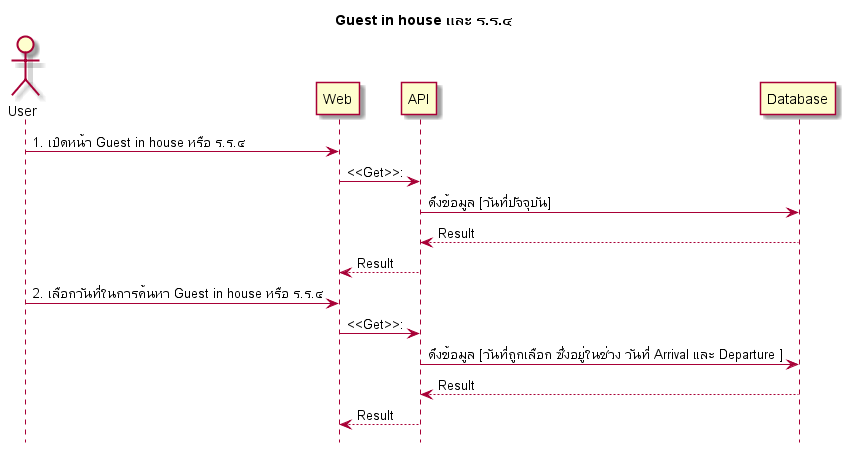 Guest in house และ ร.ร.๔
User
Web
API
Database
1. เปิดหน้า Guest in house หรือ ร.ร.๔
<<Get>>:
ดึงข้อมูล [วันที่ปัจจุบัน]
Result
Result
2. เลือกวันที่ในการค้นหา Guest in house หรือ ร.ร.๔
<<Get>>:
ดึงข้อมูล [วันที่ถูกเลือก ซึ่งอยู่ในช่วง วันที่ Arrival และ Departure ]
Result
Result